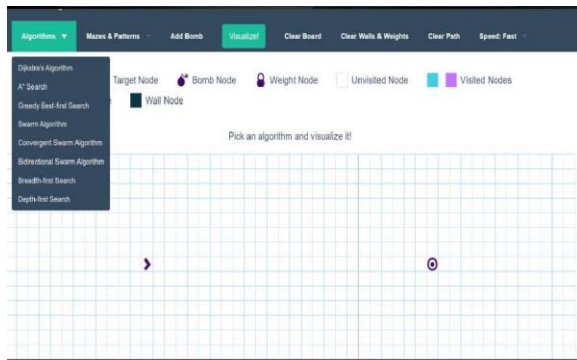 Algorithms Mazes & Patterns Add Bomb Visualize! Clear Board Clear Walls & Weights Clear Path Speed: Fast
Dijkstra's Algorithm
A* Search
Greedy Best-first Search
Swarm Algorithm
Convergent Swarm Algorithm
Bidirectional Swarm Algorithm
Breadth-first Search
Depth-first Search
Target Node Bomb Node Weight Node Unvisited Node Visited Nodes
Wall Node
Pick an algorithm and visualize it!